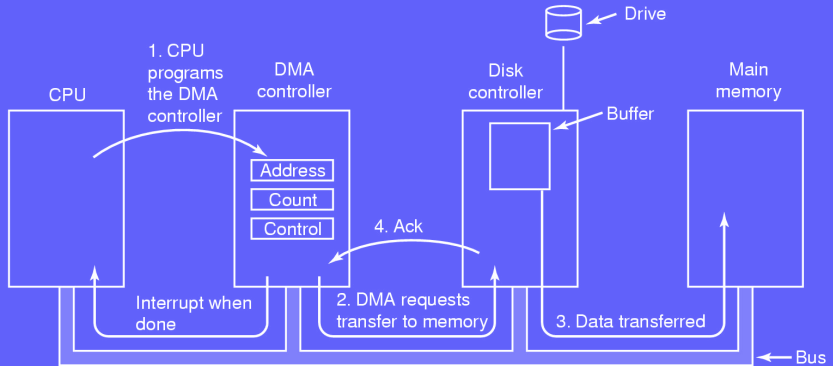 Drive
1. CPU
programs
the DMA
controller
CPU
DMA
controller
Disk
controller
Main
memory
Buffer
Address
Count
Control
4. Ack
Interrupt when
done
2. DMA requests
transfer to memory
3. Data transferred
Bus